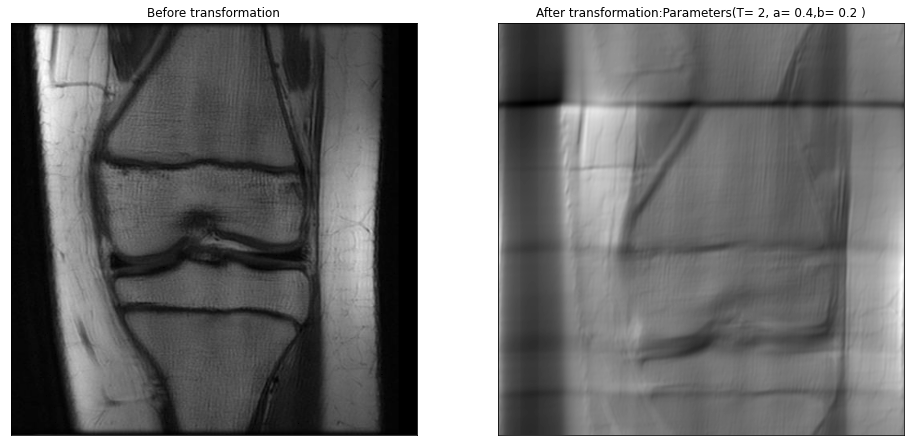 Before transformation
After transformation:Parameters(T= 2, a= 0.4,b= 0.2 )